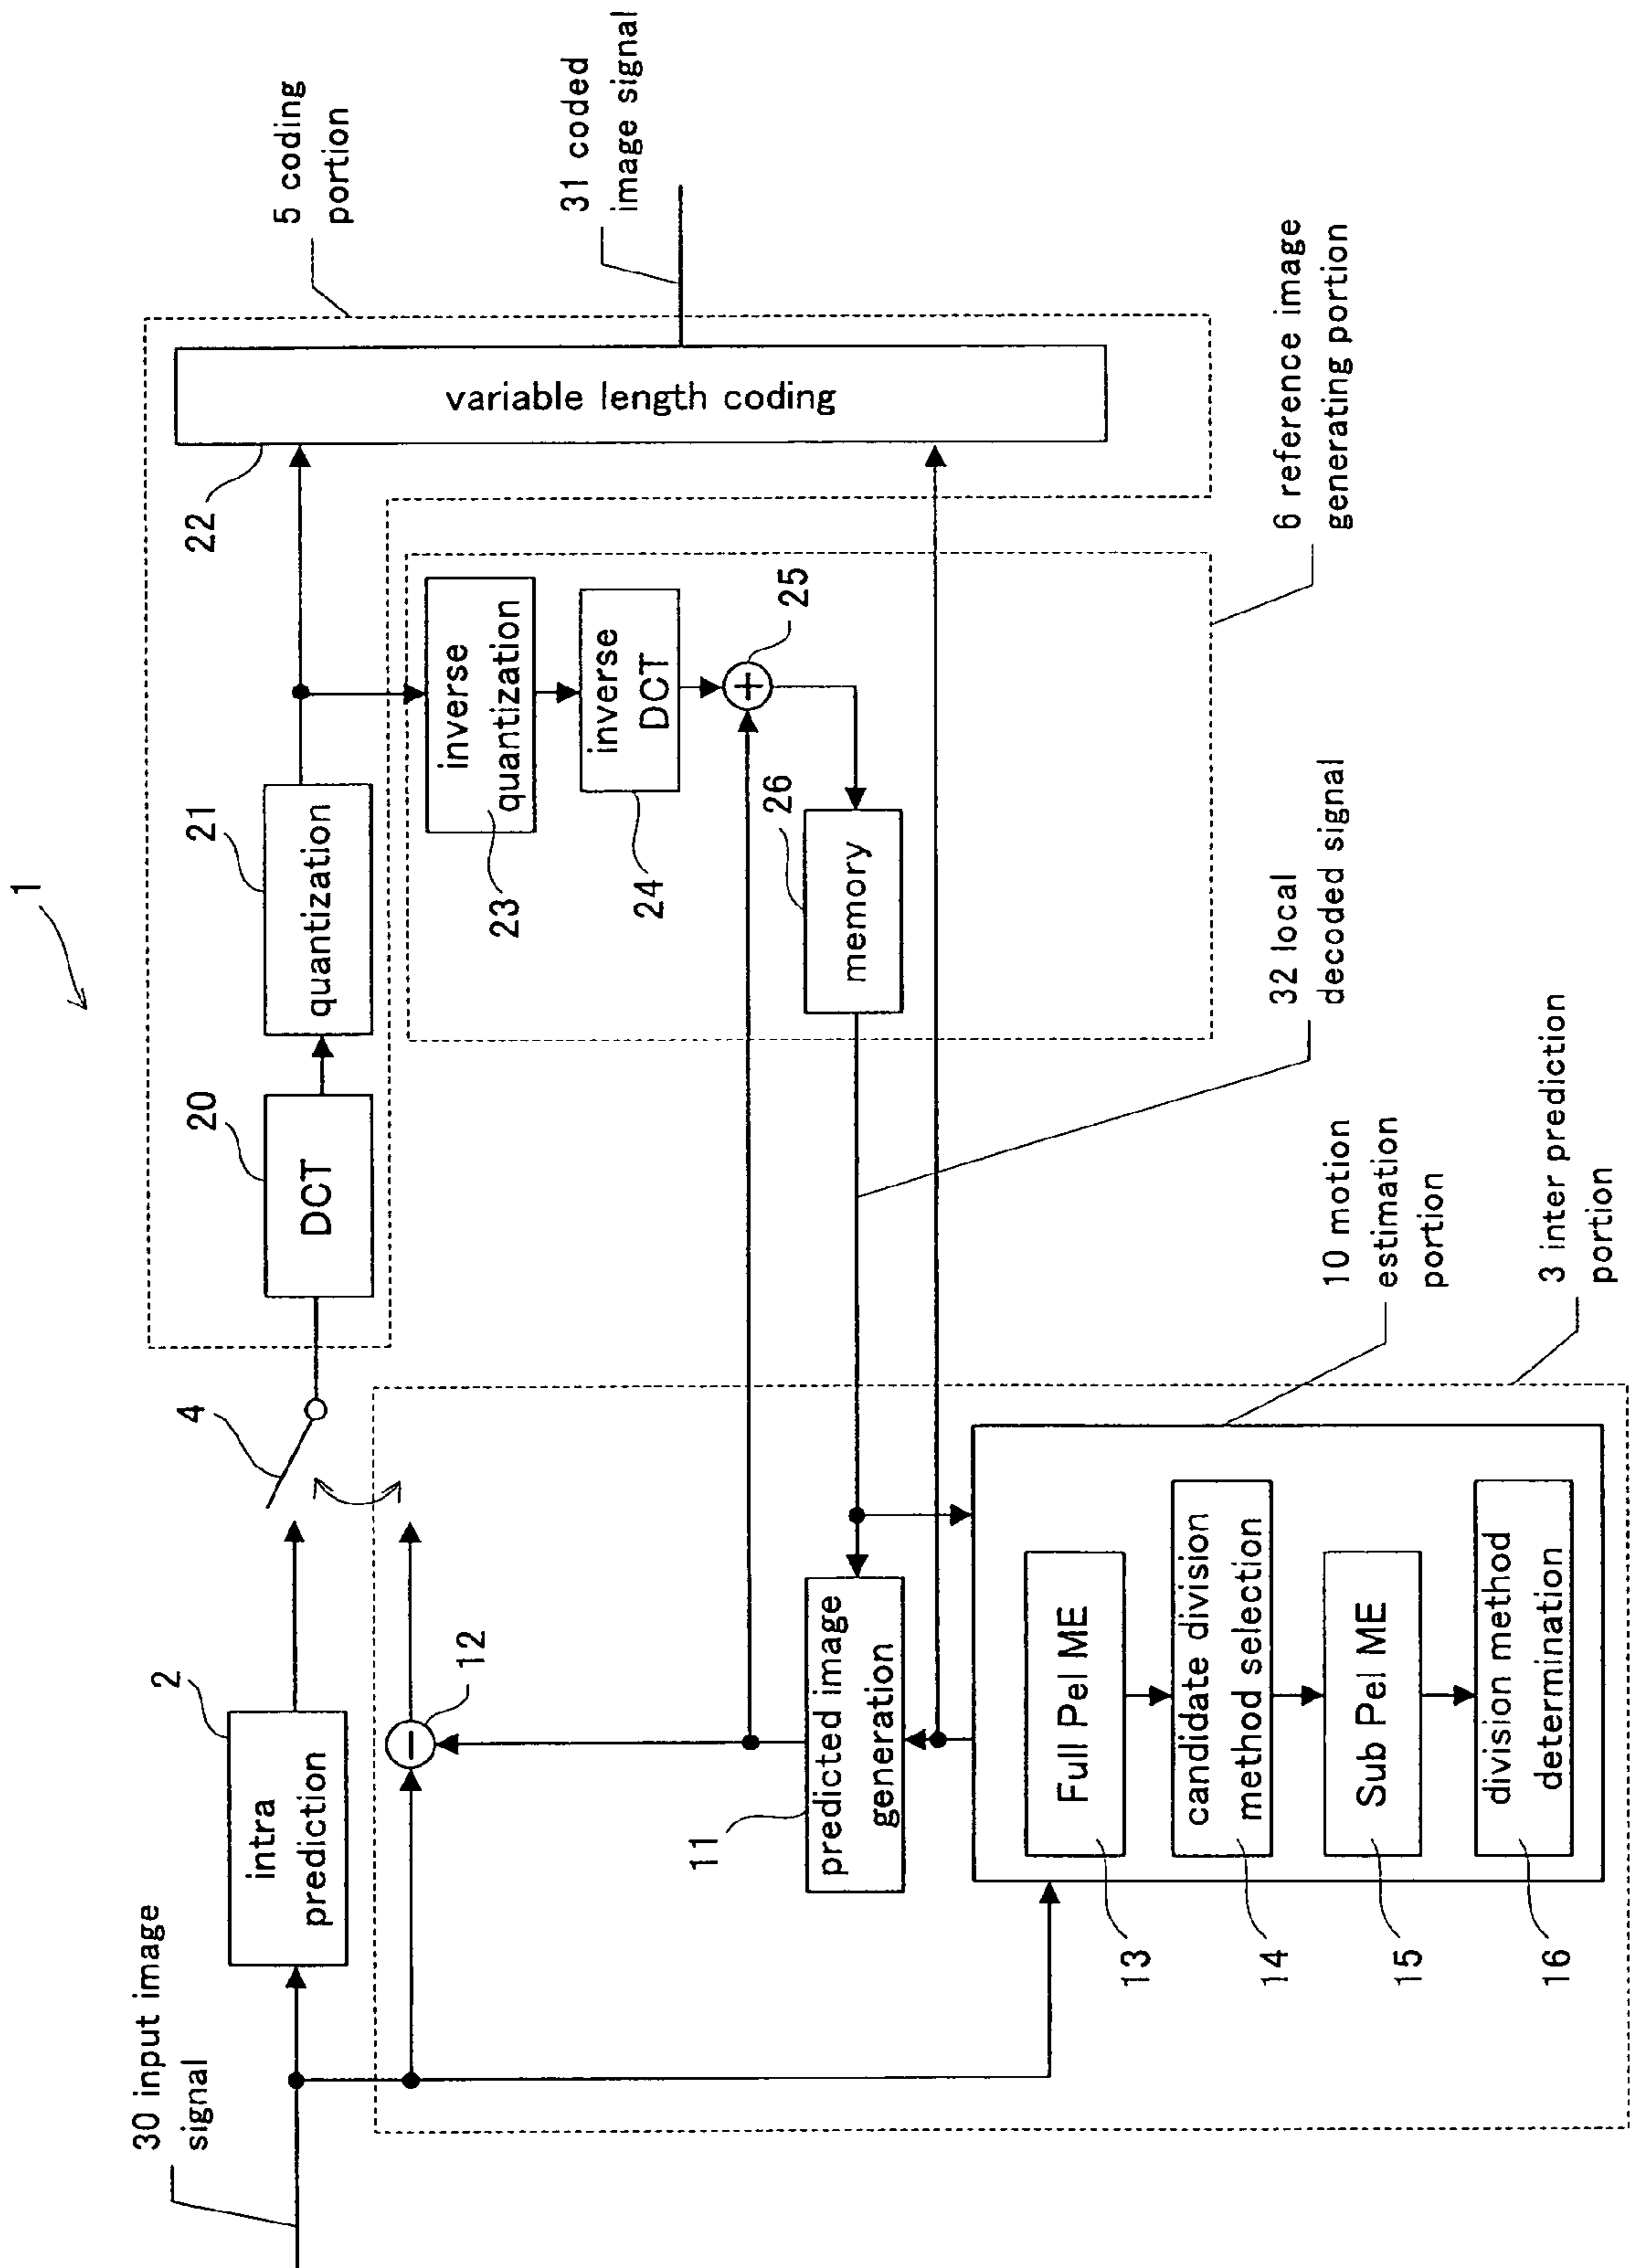 1
30 input image
signal
2
intra
prediction
4
20
DCT
21
quantization
22
variable length coding
5 coding
portion
31 coded
image signal
12
11
predicted image
generation
23
inverse
quantization
24
inverse
DCT
25
26
memory
6 reference image
generating portion
32 local
decoded signal
10 motion
estimation
portion
3 inter prediction
portion
13
Full Pel ME
14
candidate division
method selection
15
Sub Pel ME
16
division method
determination